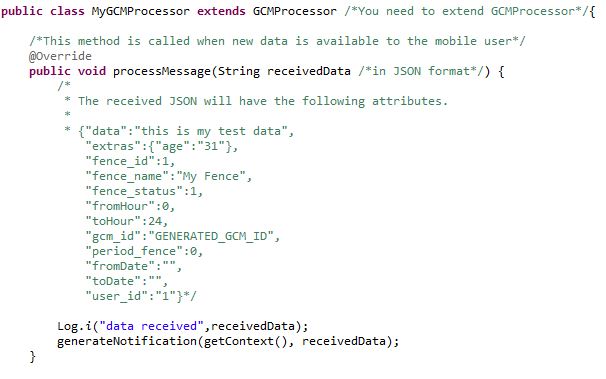 public class MyGCMProcessor extends GCMProcessor /*You need to extend GCMProcessor*/{
/*This method is called when new data is available to the mobile user*/
@Override
public void processMessage(String receivedData /*in JSON format*/) {
/*
* The received JSON will have the following attributes.
*
* {"data":"this is my test data",
"extras":{"age":"31"},
"fence_id":1,
"fence_name":"My Fence",
"fence_status":1,
"fromHour":0,
"toHour":24,
"gcm_id":"GENERATED_GCM_ID",
"period_fence":0,
"fromDate":"",
"toDate":"",
"user_id":"1"}*/
Log.i("data received",receivedData);
generateNotification(getContext(), receivedData);
}